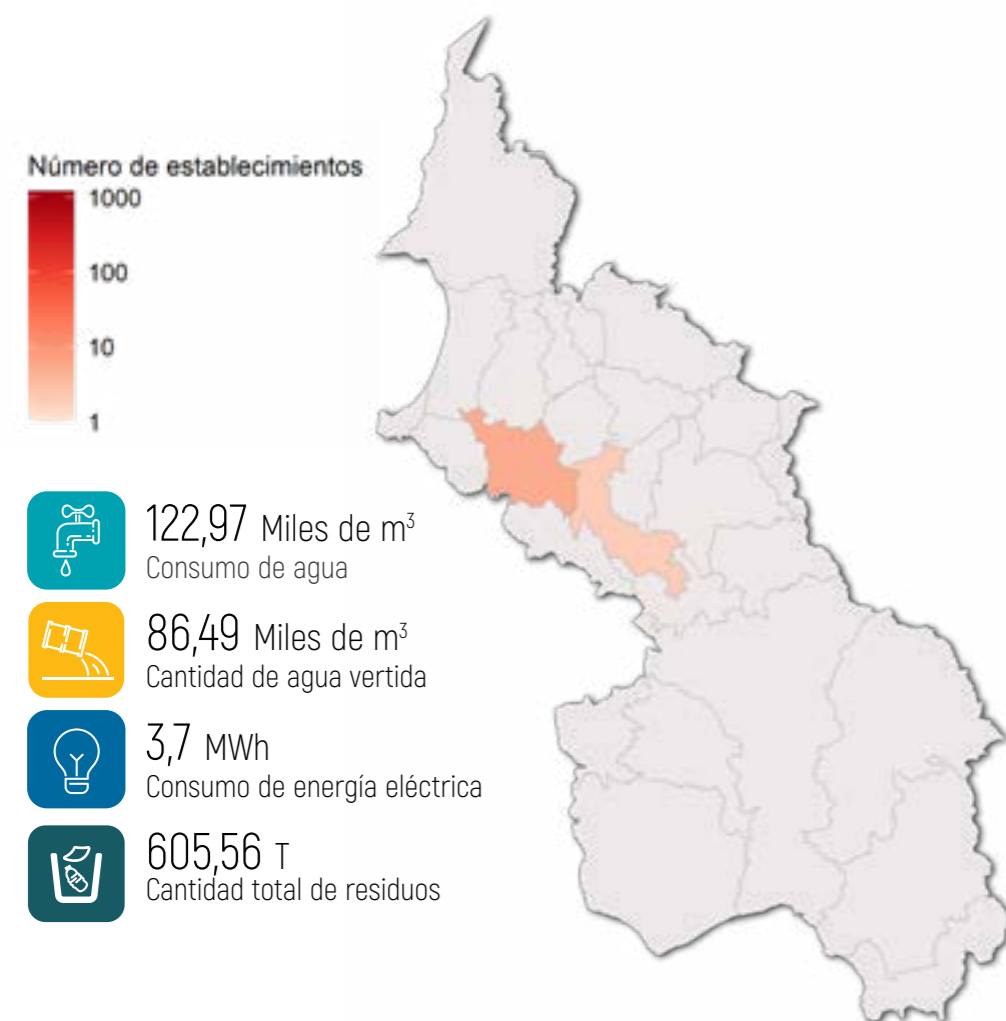 Número de establecimientos
1000
100
10
1
122,97 Miles de m³
Consumo de agua
86,49 Miles de m³
Cantidad de agua vertida
3,7 MWh
Consumo de energía eléctrica
605,56 T
Cantidad total de residuos